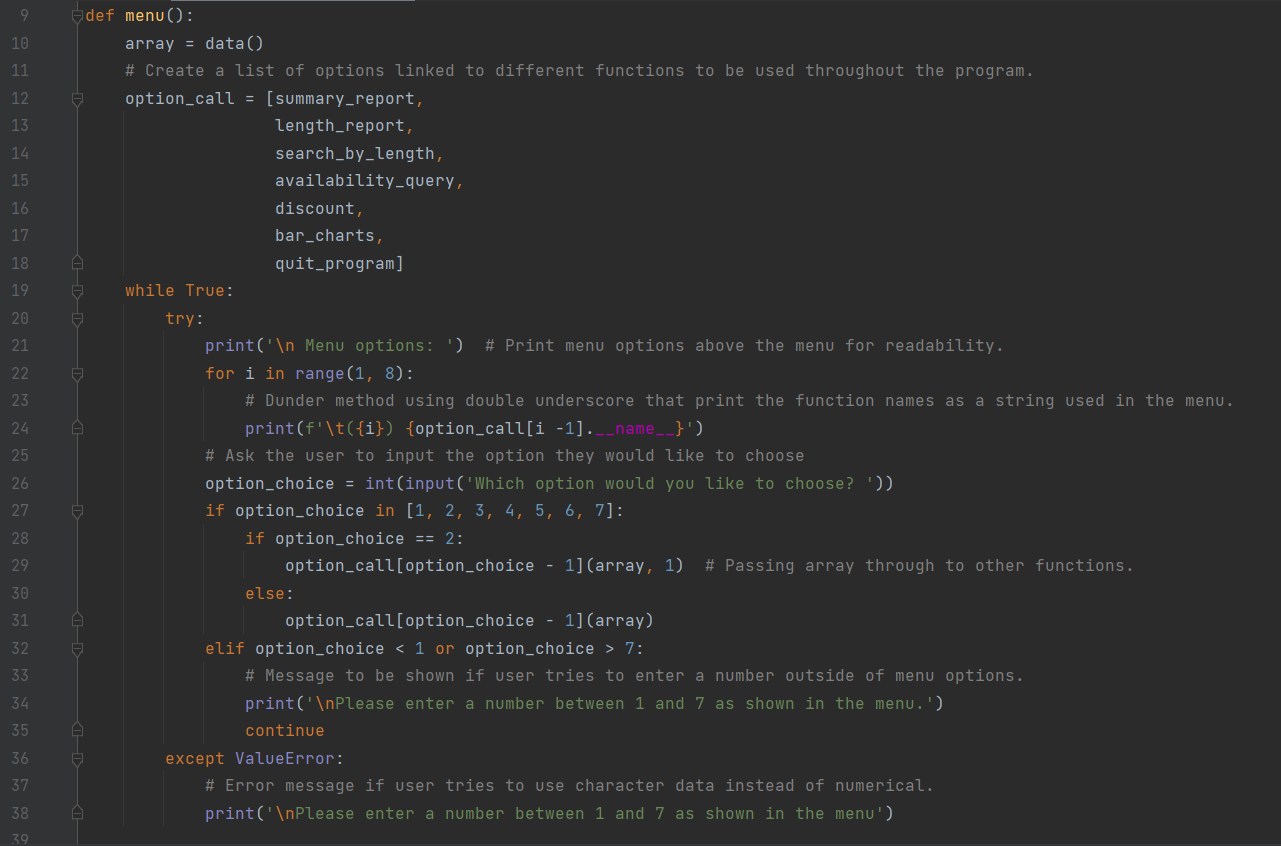 9 def menu():
10     array = data()
11     # Create a list of options linked to different functions to be used throughout the program.
12     option_call = [summary_report,
13                    length_report,
14                    search_by_length,
15                    availability_query,
16                    discount,
17                    bar_charts,
18                    quit_program]
19     while True:
20         try:
21             print('\n Menu options: ')  # Print menu options above the menu for readability.
22             for i in range(1, 8):
23                 # Dunder method using double underscore that print the function names as a string used in the menu.
24                 print(f'\t({i}) {option_call[i -1].__name__}')
25             # Ask the user to input the option they would like to choose
26             option_choice = int(input('Which option would you like to choose? '))
27             if option_choice in [1, 2, 3, 4, 5, 6, 7]:
28                 if option_choice == 2:
29                     option_call[option_choice - 1](array, 1)  # Passing array through to other functions.
30                 else:
31                     option_call[option_choice - 1](array)
32             elif option_choice < 1 or option_choice > 7:
33                 # Message to be shown if user tries to enter a number outside of menu options.
34                 print('\nPlease enter a number between 1 and 7 as shown in the menu.')
35                 continue
36         except ValueError:
37             # Error message if user tries to use character data instead of numerical.
38             print('\nPlease enter a number between 1 and 7 as shown in the menu')
39